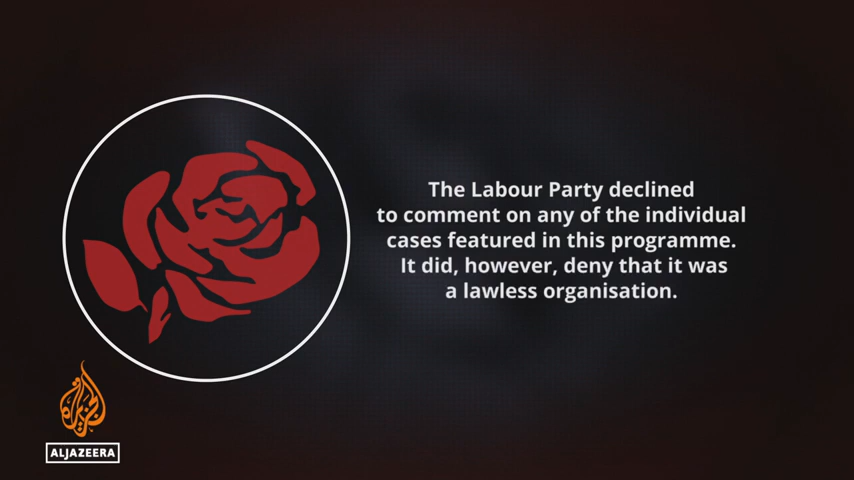 The Labour Party declined
to comment on any of the individual
cases featured in this programme.
It did, however, deny that it was
a lawless organisation.
ALJAZEERA